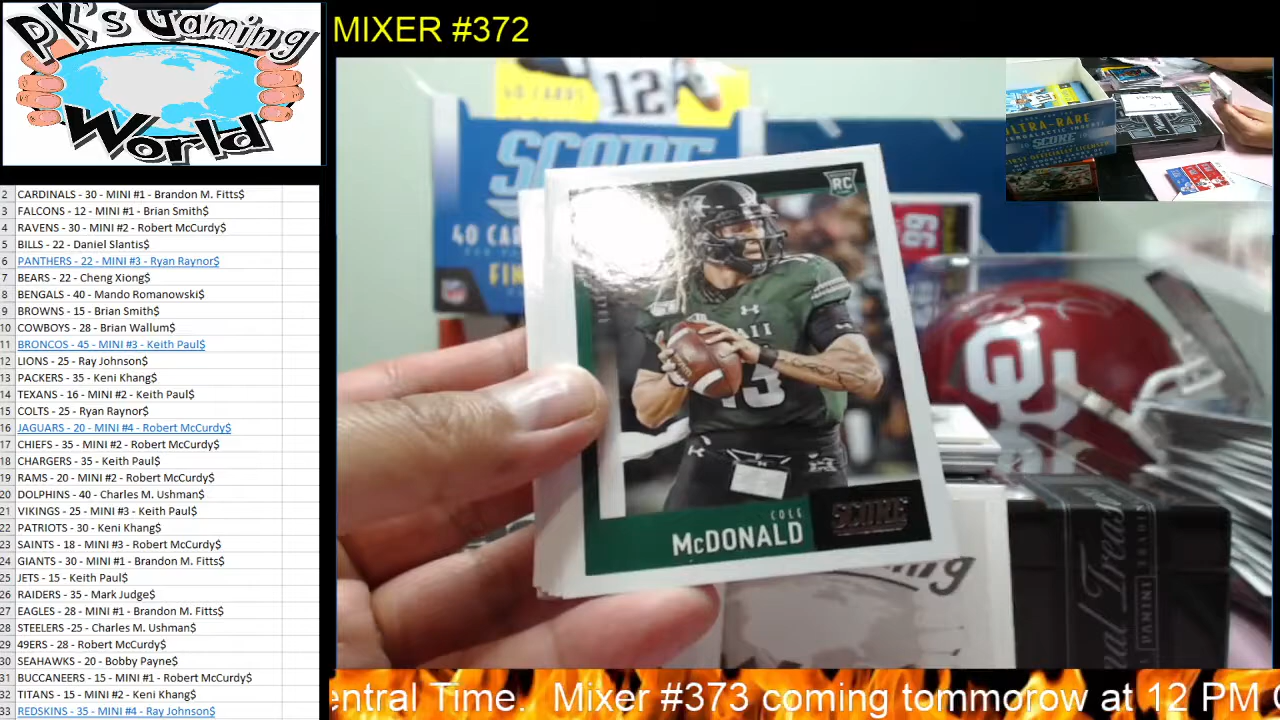 PK's Gaming
World
MIXER #372
2 CARDINALS - 30 - MINI #1 - Brandon M. Fitts$
3 FALCONS - 12 - MINI #1 - Brian Smith$
4 RAVENS - 30 - MINI #2 - Robert McCurdy$
5 BILLS - 22 - Daniel Slantis$
6 PANTHERS - 22 - MINI #3 - Ryan Raynor$
7 BEARS - 22 - Cheng Xiong$
8 BENGALS - 40 - Mando Romanowski$
9 BROWNS - 15 - Brian Smith$
10 COWBOYS - 28 - Brian Wallum$
11 BRONCOS - 45 - MINI #3 - Keith Paul$
12 LIONS - 25 - Ray Johnson$
13 PACKERS - 35 - Keni Khang$
14 TEXANS - 16 - MINI #2 - Keith Paul$
15 COLTS - 25 - Ryan Raynor$
16 JAGUARS - 20 - MINI #4 - Robert McCurdy$
17 CHIEFS - 35 - MINI #2 - Robert McCurdy$
18 CHARGERS - 35 - Keith Paul$
19 RAMS - 20 - MINI #2 - Robert McCurdy$
20 DOLPHINS - 40 - Charles M. Ushman$
21 VIKINGS - 25 - MINI #3 - Keith Paul$
22 PATRIOTS - 30 - Keni Khang$
23 SAINTS - 18 - MINI #3 - Robert McCurdy$
24 GIANTS - 30 - MINI #1 - Brandon M. Fitts$
25 JETS - 15 - Keith Paul$
26 RAIDERS - 35 - Mark Judge$
27 EAGLES - 28 - MINI #1 - Brandon M. Fitts$
28 STEELERS -25 - Charles M. Ushman$
29 49ERS - 28 - Robert McCurdy$
30 SEAHAWKS - 20 - Bobby Payne$
31 BUCCANEERS - 15 - MINI #1 - Robert McCurdy$
32 TITANS - 15 - MINI #2 - Keni Khang$
33 REDSKINS - 35 - MINI #4 - Ray Johnson$
40 CARDS
12
SCORE
40 CAR
FIN
NFL
99
RC
13
COLE
McDONALD
SCORE
OU
Gaming
PANINI
ULTRA-RARE
SCORE
entral Time. Mixer #373 coming tommorow at 12 PM C